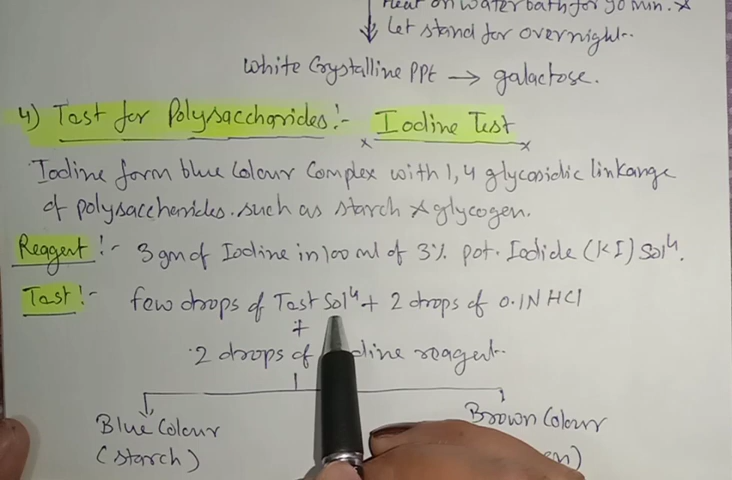 Heat on water bath for 90 min. &
Let stand for overnight..
White Crystalline PPt → galactose.
4) Test for Polysaccharides:- Iodine Test
Iodine form blue Colour Complex with 1,4 glycosidic linkange
of polysaccharides. such as starch & glycogen.
Reagent:- 3 gm of Iodine in 100 ml of 3% pot. Iodide (KI) Solⁿ.
Test:- few drops of Test Solⁿ + 2 drops of 0.1N HCl
+
2 drops of iodine reagent..
Blue Colour Brown Colour
(starch)